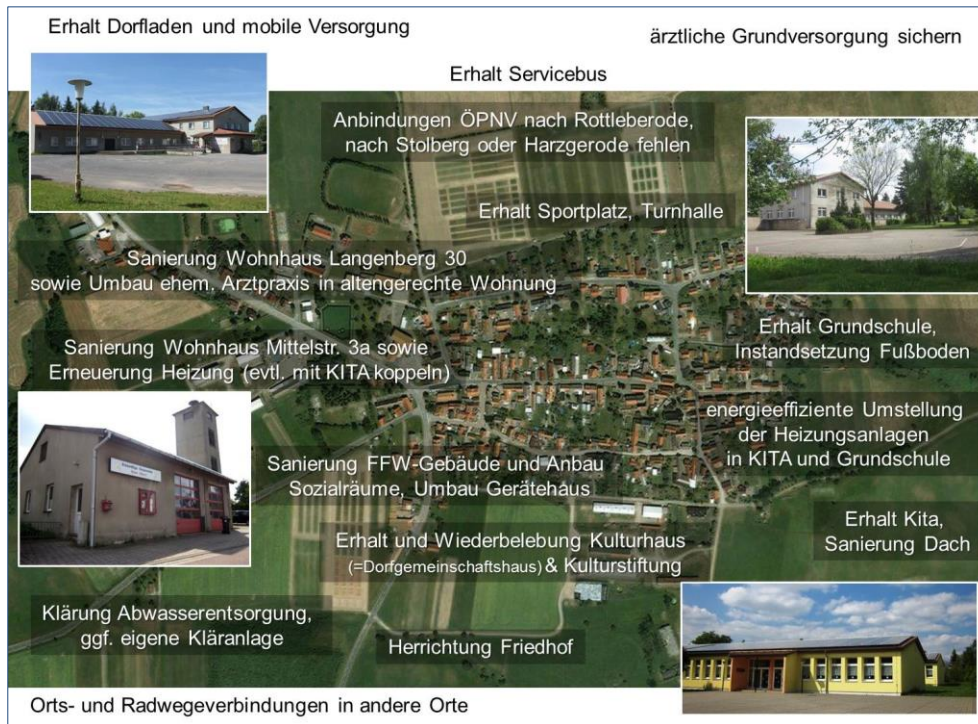 Erhalt Dorfladen und mobile Versorgung
ärztliche Grundversorgung sichern
Erhalt Servicebus
Anbindungen ÖPNV nach Rottleberode,
nach Stolberg oder Harzgerode fehlen
Erhalt Sportplatz, Turnhalle
Sanierung Wohnhaus Langenberg 30
sowie Umbau ehem. Arztpraxis in altengerechte Wohnung
Erhalt Grundschule,
Instandsetzung Fußboden
Sanierung Wohnhaus Mittelstr. 3a sowie
Erneuerung Heizung (evtl. mit KITA koppeln)
energieeffiziente Umstellung
der Heizungsanlagen
in KITA und Grundschule
Sanierung FFW-Gebäude und Anbau
Sozialräume, Umbau Gerätehaus
Erhalt Kita,
Sanierung Dach
Erhalt und Wiederbelebung Kulturhaus
(=Dorfgemeinschaftshaus) & Kulturstiftung
Klärung Abwasserentsorgung,
ggf. eigene Kläranlage
Herrichtung Friedhof
Orts- und Radwegeverbindungen in andere Orte